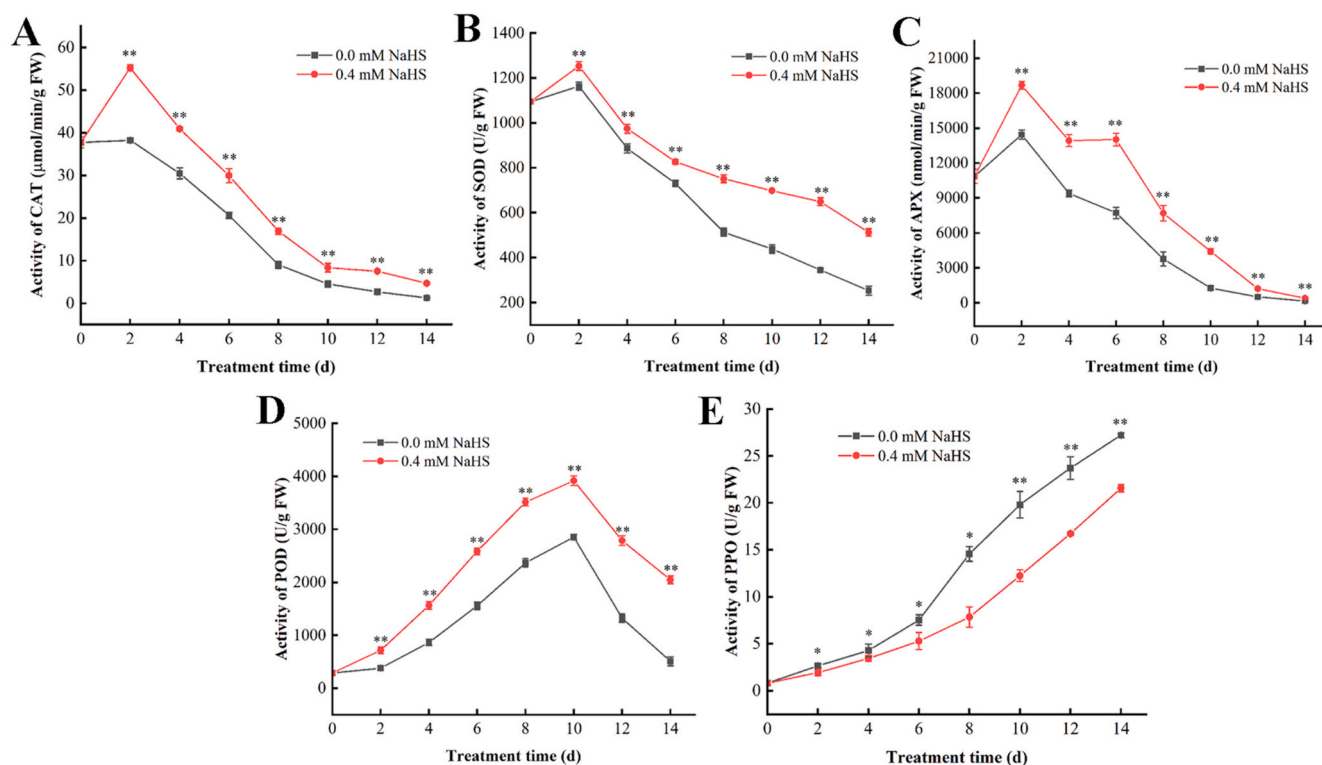 A
Activity of CAT (μmol/min/g FW)
60
50
40
30
20
10
0
0.0 mM NaHS
0.4 mM NaHS
** ** ** ** ** ** **
0 2 4 6 8 10 12 14
Treatment time (d)
B
Activity of SOD (U/g FW)
1400
1200
1000
800
600
400
200
0.0 mM NaHS
0.4 mM NaHS
** ** ** ** ** ** **
0 2 4 6 8 10 12 14
Treatment time (d)
C
Activity of APX (nmol/min/g FW)
21000
18000
15000
12000
9000
6000
3000
0
0.0 mM NaHS
0.4 mM NaHS
** ** ** ** ** ** **
0 2 4 6 8 10 12 14
Treatment time (d)
D
Activity of POD (U/g FW)
5000
4000
3000
2000
1000
0
0.0 mM NaHS
0.4 mM NaHS
** ** ** ** ** ** **
0 2 4 6 8 10 12 14
Treatment time (d)
E
Activity of PPO (U/g FW)
30
25
20
15
10
5
0
0.0 mM NaHS
0.4 mM NaHS
* * * * ** ** **
0 2 4 6 8 10 12 14
Treatment time (d)